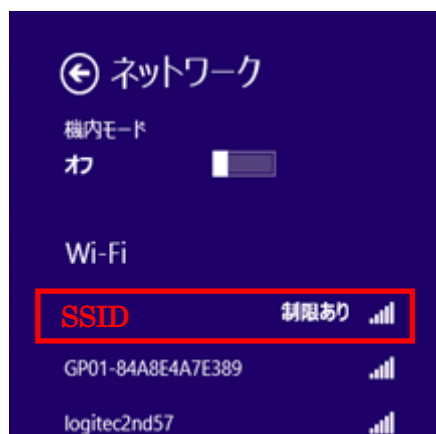 ネットワーク
機内モード
オフ
Wi-Fi
SSID 制限あり
GP01-84A8E4A7E389
logitec2nd57